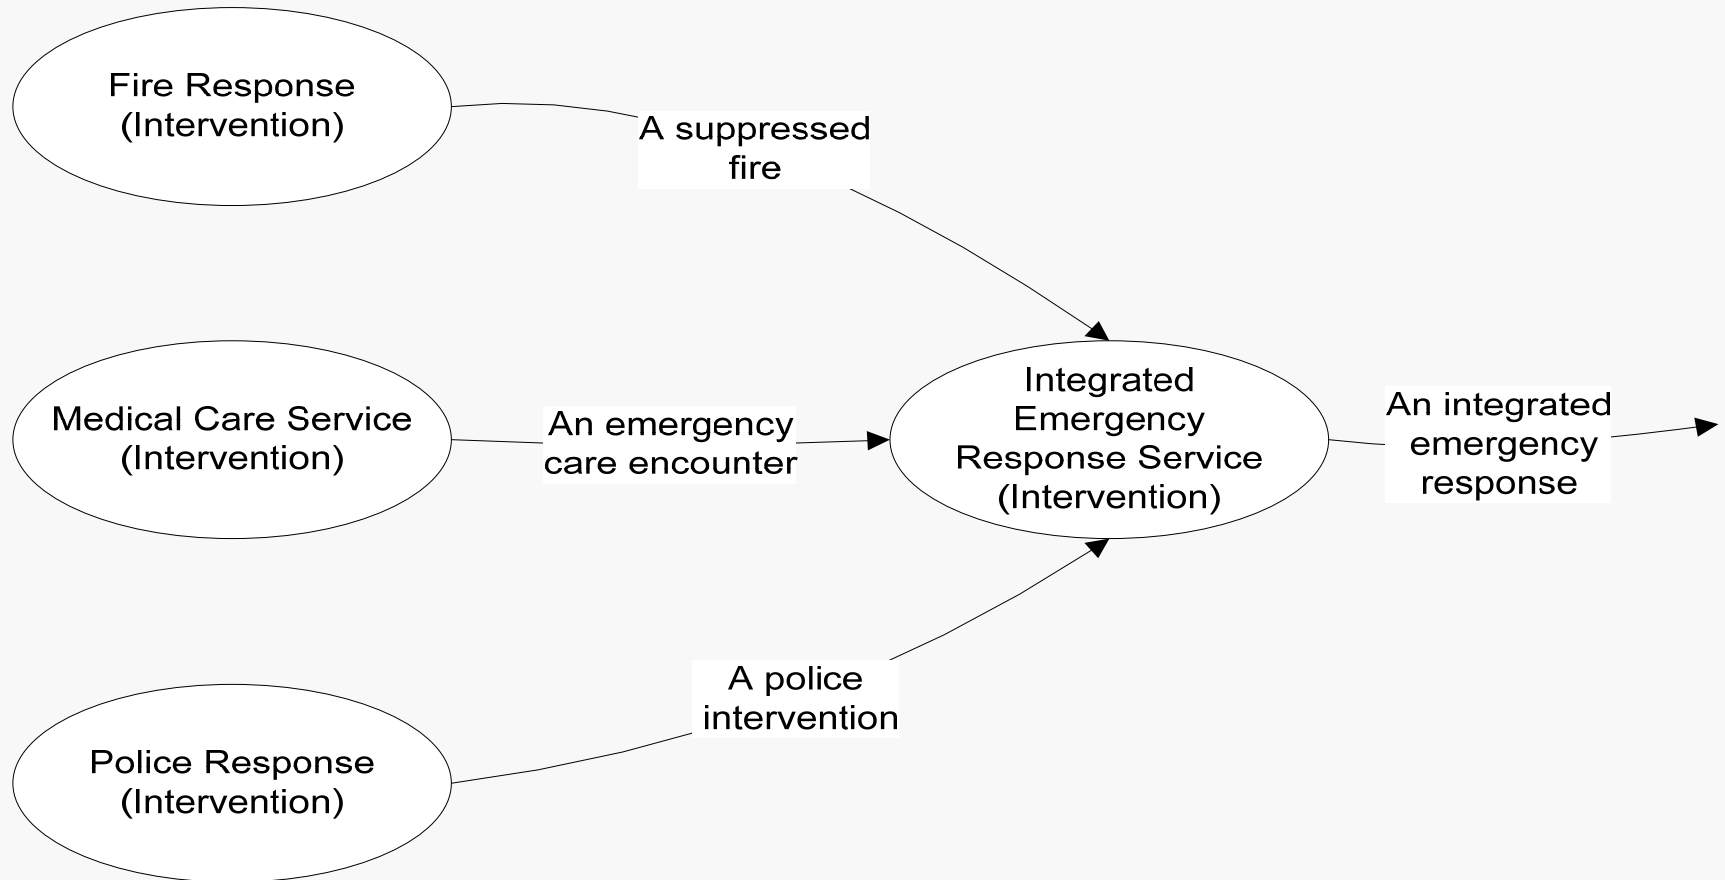 Fire Response
(Intervention)
A suppressed
fire
Medical Care Service
(Intervention)
An emergency
care encounter
Integrated
Emergency
Response Service
(Intervention)
An integrated
emergency
response
A police
intervention
Police Response
(Intervention)